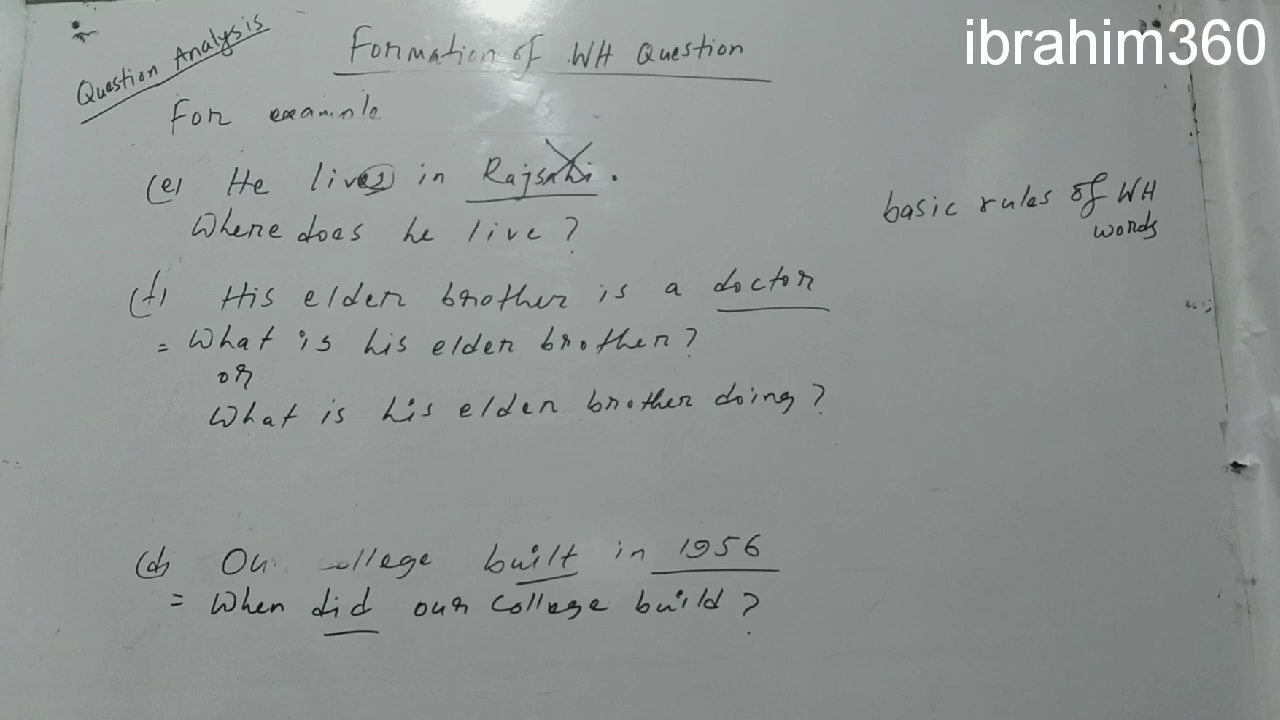 ibrahim360
Question Analysis
Formation of WH Question
For example
(e) He lives in Rajsahi.
Where does he live?
basic rules of WH
words
(f) His elder brother is a doctor
= What is his elder brother?
or
What is his elder brother doing?
(d) Ou college built in 1956
= When did our college build?